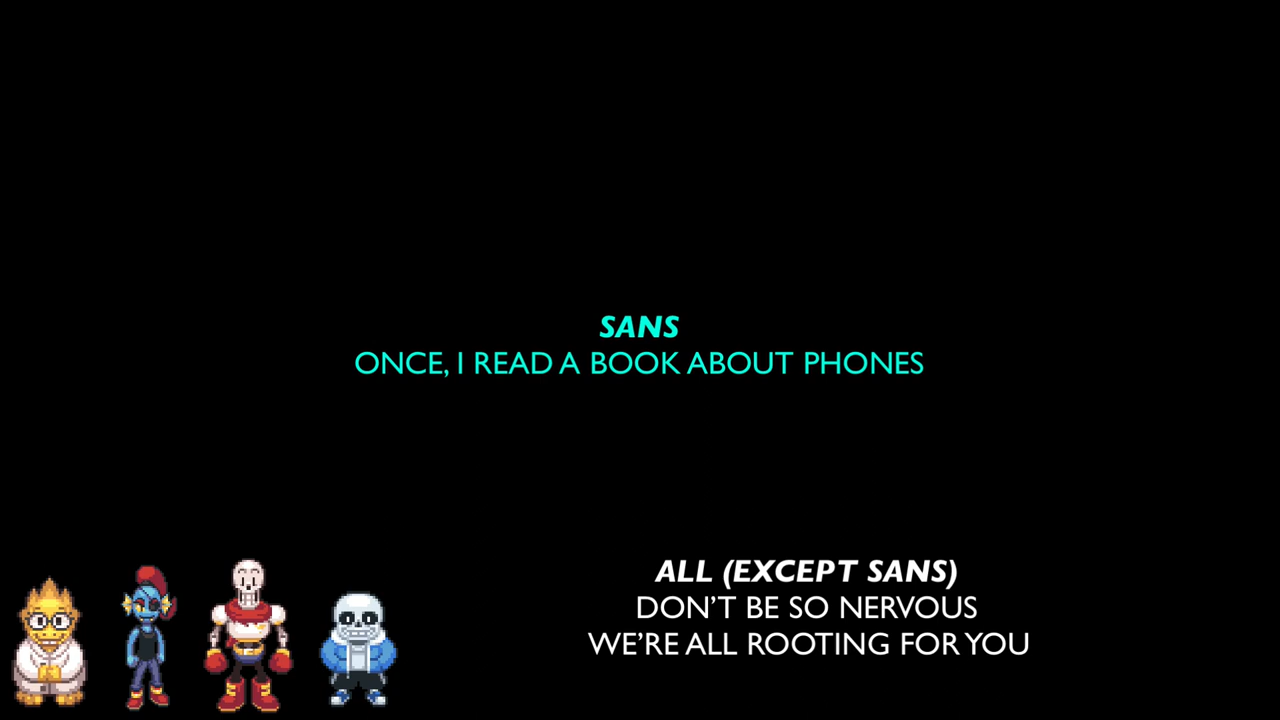 SANS
ONCE, I READ A BOOK ABOUT PHONES
ALL (EXCEPT SANS)
DON'T BE SO NERVOUS
WE'RE ALL ROOTING FOR YOU